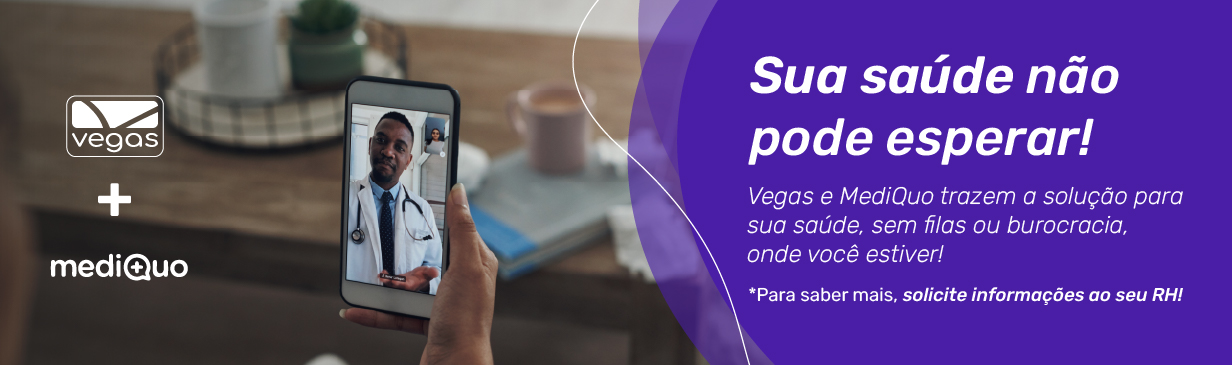 vegas
+
mediQuo
Sua saúde não
pode esperar!
Vegas e MediQuo trazem a solução para
sua saúde, sem filas ou burocracia,
onde você estiver!
*Para saber mais, solicite informações ao seu RH!